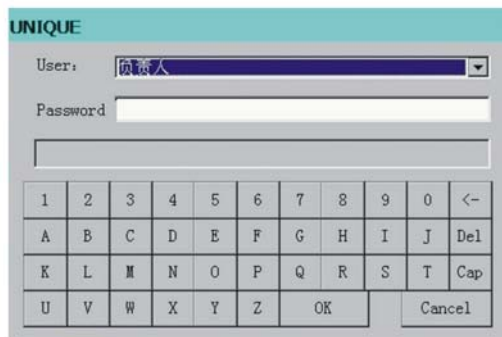 UNIQUE
User: 负责人
Password
1 2 3 4 5 6 7 8 9 0 <-
A B C D E F G H I J Del
K L M N O P Q R S T Cap
U V W X Y Z OK Cancel